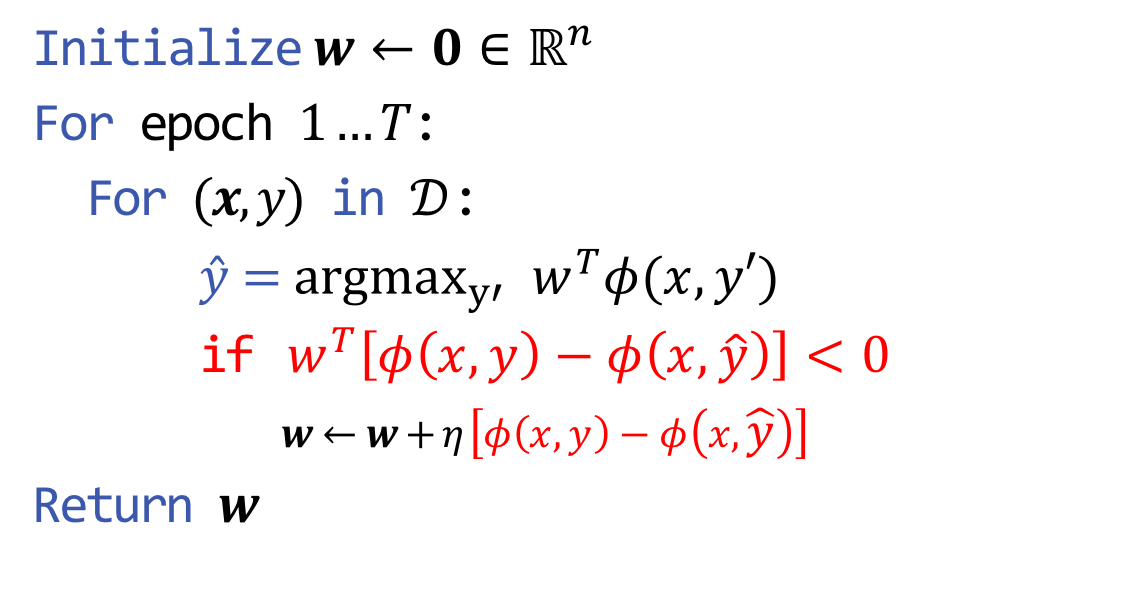 Initialize 𝒘 ← 𝟎 ∈ ℝⁿ
For epoch 1 … T:
For (𝒙, y) in 𝒟:
ŷ = argmax_y′ wᵀϕ(x, y′)
if wᵀ[ϕ(x, y) − ϕ(x, ŷ)] < 0
𝒘 ← 𝒘 + η[ϕ(x, y) − ϕ(x, ŷ)]
Return 𝒘